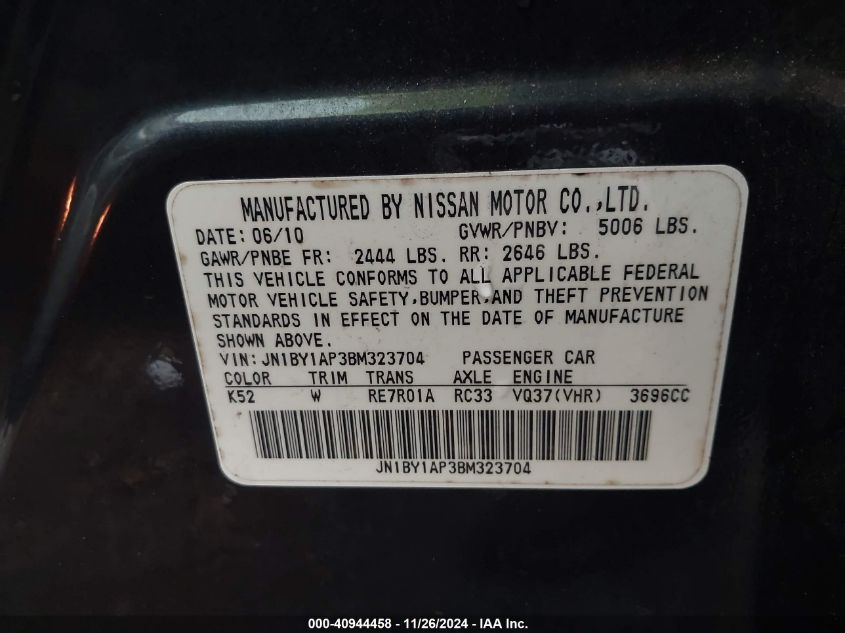 MANUFACTURED BY NISSAN MOTOR CO.,LTD.
DATE: 06/10 GVWR/PNBV: 5006 LBS.
GAWR/PNBE FR: 2444 LBS. RR: 2646 LBS.
THIS VEHICLE CONFORMS TO ALL APPLICABLE FEDERAL
MOTOR VEHICLE SAFETY,BUMPER,AND THEFT PREVENTION
STANDARDS IN EFFECT ON THE DATE OF MANUFACTURE
SHOWN ABOVE.
VIN: JN1BY1AP3BM323704 PASSENGER CAR
COLOR TRIM TRANS AXLE ENGINE
K52 W RE7R01A RC33 VQ37(VHR) 3696CC
JN1BY1AP3BM323704
000-40944458 - 11/26/2024 - IAA Inc.